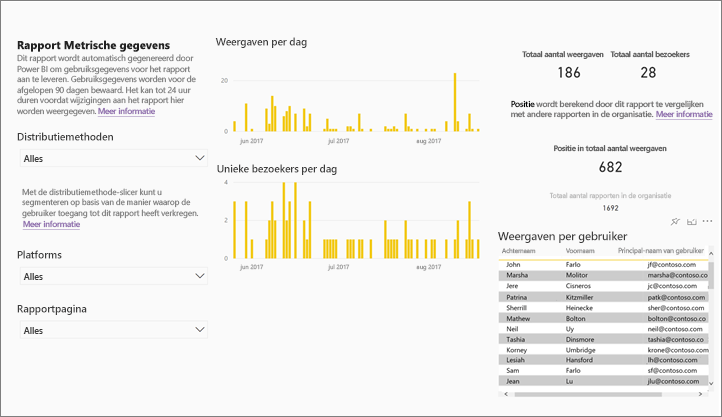 Rapport Metrische gegevens
Dit rapport wordt automatisch gegenereerd door
Power BI om gebruiksgegevens voor het rapport
aan te leveren. Gebruiksgegevens worden voor de
afgelopen 90 dagen bewaard. Het kan tot 24 uur
duren voordat wijzigingen aan het rapport hier
worden weergegeven. Meer informatie
Distributiemethoden
Alles
Met de distributiemethode-slicer kunt u
segmenteren op basis van de manier waarop de
gebruiker toegang tot dit rapport heeft verkregen.
Meer informatie
Platforms
Alles
Rapportpagina
Alles
Weergaven per dag
20
0
jun 2017 jul 2017 aug 2017
Unieke bezoekers per dag
4
2
0
jun 2017 jul 2017 aug 2017
Totaal aantal weergaven Totaal aantal bezoekers
186 28
Positie wordt berekend door dit rapport te vergelijken
met andere rapporten in de organisatie. Meer informatie
Positie in totaal aantal weergaven
682
Totaal aantal rapporten in de organisatie
1692
Weergaven per gebruiker
Achternaem Voornaem Principal-naem van gebruiker
John Farlo jf@contoso.com
Marsha Molitor marsha@contoso.co
Jere Cisneros jc@contoso.com
Patrina Kitzmiller patk@contoso.com
Sherrill Heinecke sher@contoso.com
Mathew Bolton bolton@contoso.com
Neil Uy neil@contoso.com
Tashia Dinsmore tashia@contoso.co
Korney Umbridge krone@contoso.com
Lesiah Hansford lh@contoso.com
Sam Farlo sf@contoso.com
Jean Lu jlu@contoso.com